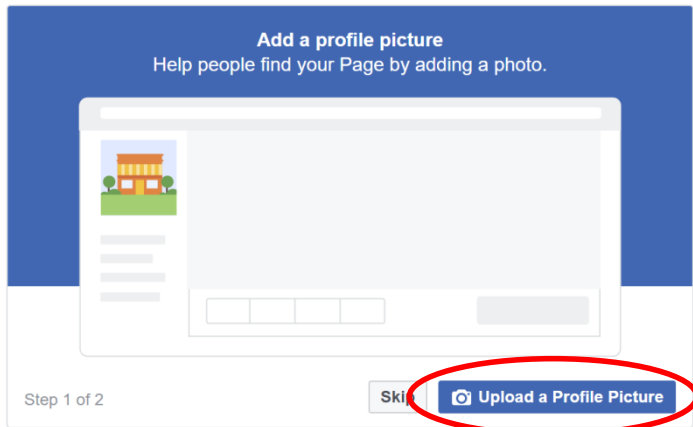 Add a profile picture
Help people find your Page by adding a photo.
Step 1 of 2
Skip
Upload a Profile Picture